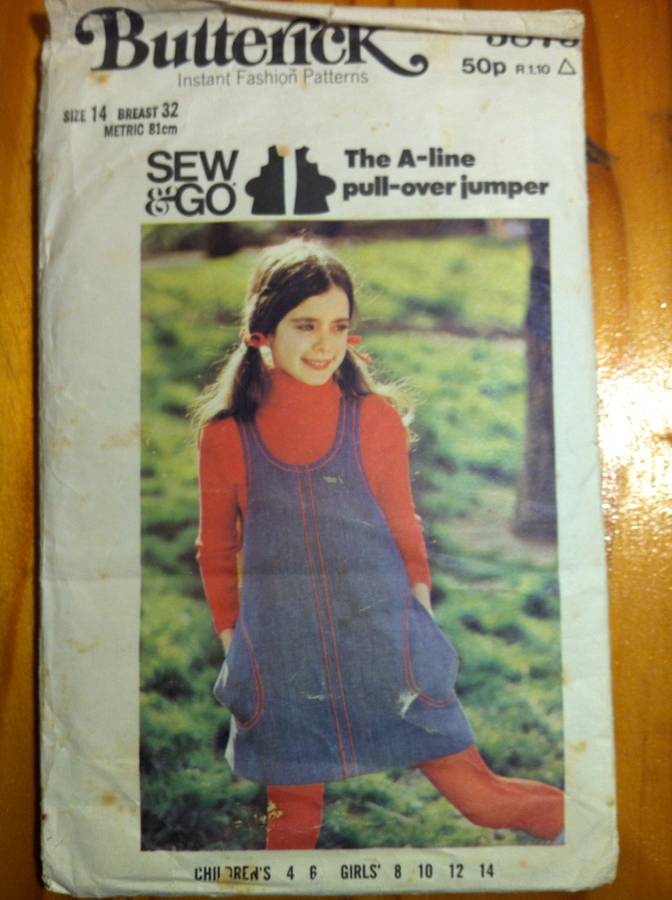 Butterick
Instant Fashion Patterns
50p R 1.10
SIZE 14 BREAST 32
METRIC 81cm
SEW
&GO
The A-line
pull-over jumper
CHILDREN'S 4 6 GIRLS' 8 10 12 14